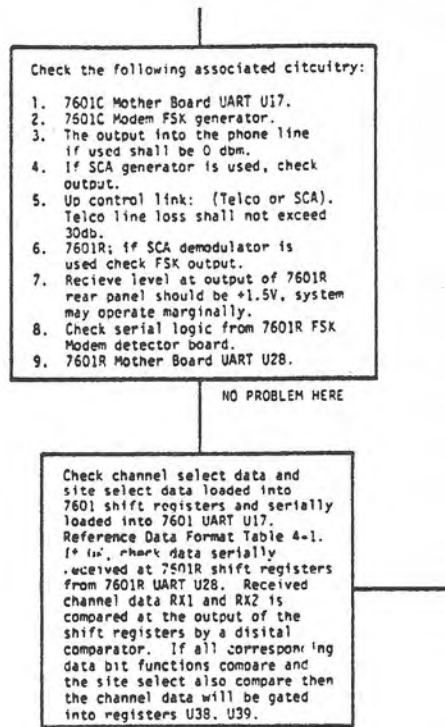 Check the following associated citcuitry:
1. 7601C Mother Board UART U17.
2. 7601C Modem FSK generator.
3. The output into the phone line
if used shall be 0 dbm.
4. If SCA generator is used, check
output.
5. Up control link: (Telco or SCA).
Telco line loss shall not exceed
30db.
6. 7601R; if SCA demodulator is
used check FSK output.
7. Recieve level at output of 7601R
rear panel should be +1.5V, system
may operate marginally.
8. Check serial logic from 7601R FSK
Modem detector board.
9. 7601R Mother Board UART U28.
NO PROBLEM HERE
Check channel select data and
site select data loaded into
7601 shift registers and serially
loaded into 7601 UART U17.
Reference Data Format Table 4-1.
check data serially
received at 7601R shift registers
from 7601R UART U28. Received
channel data RX1 and RX2 is
compared at the output of the
shift registers by a disital
comparator. If all corresponding
data bit functions compare and
the site select also compare then
the channel data will be gated
into registers U38, U39.